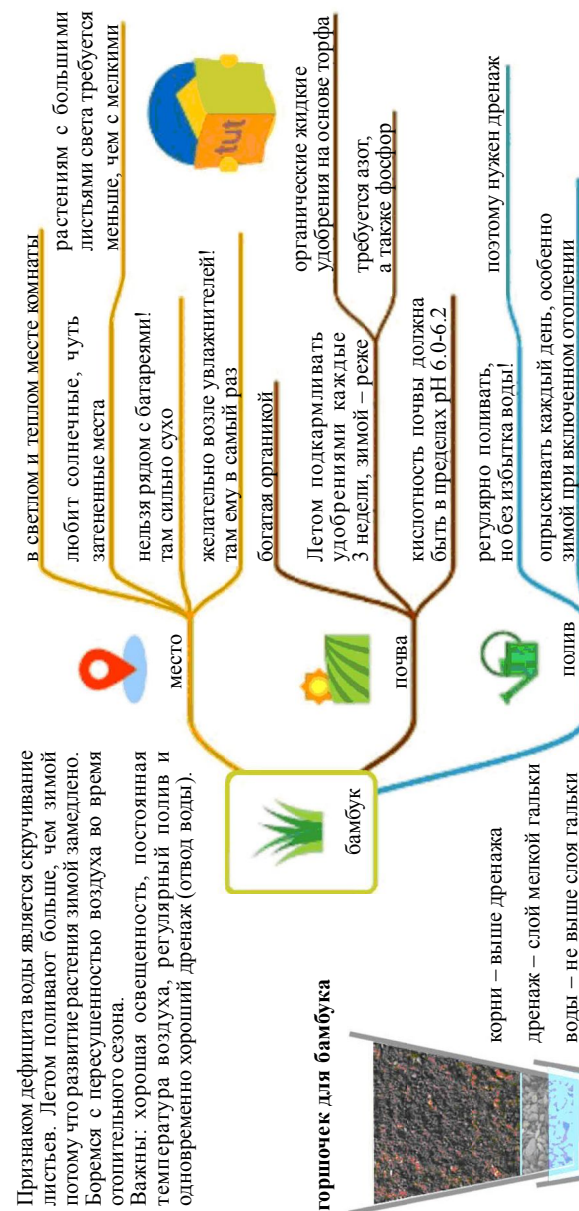 Признаком дефицита воды является скручивание
листьев. Летом поливают больше, чем зимой
потому что развитие растения зимой замедлено.
Боремся с пересушенностью воздуха во время
отопительного сезона.
Важны: хорошая освещенность, постоянная
температура воздуха, регулярный полив и
одновременно хороший дренаж (отвод воды).
горшочек для бамбука
корни – выше дренажа
дренаж – слой мелкой гальки
воды – не выше слоя гальки
бамбук
место
в светлом и теплом месте комнаты
любит солнечные, чуть
затененные места
растениям с большими
листьями света требуется
меньше, чем с мелкими
нельзя рядом с батареями!
там сильно сухо
желательно возле увлажнителей!
там ему в самый раз
почва
богатая органикой
Летом подкармливать
удобрениями каждые
3 недели, зимой – реже
органические жидкие
удобрения на основе торфа
требуется азот,
а также фосфор
кислотность почвы должна
быть в пределах pH 6.0-6.2
полив
регулярно поливать,
но без избытка воды!
поэтому нужен дренаж
опрыскивать каждый день, особенно
зимой при включенном отоплении
tut